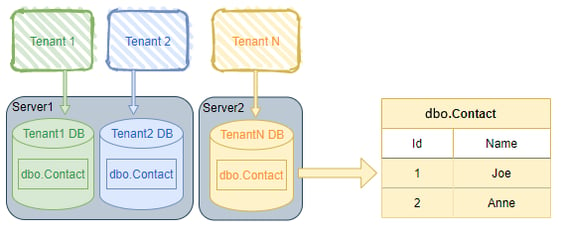 Tenant 1
Tenant 2
Tenant N
Server1
Server2
Tenant1 DB
Tenant2 DB
TenantN DB
dbo.Contact
dbo.Contact
dbo.Contact
dbo.Contact
Id Name
1 Joe
2 Anne